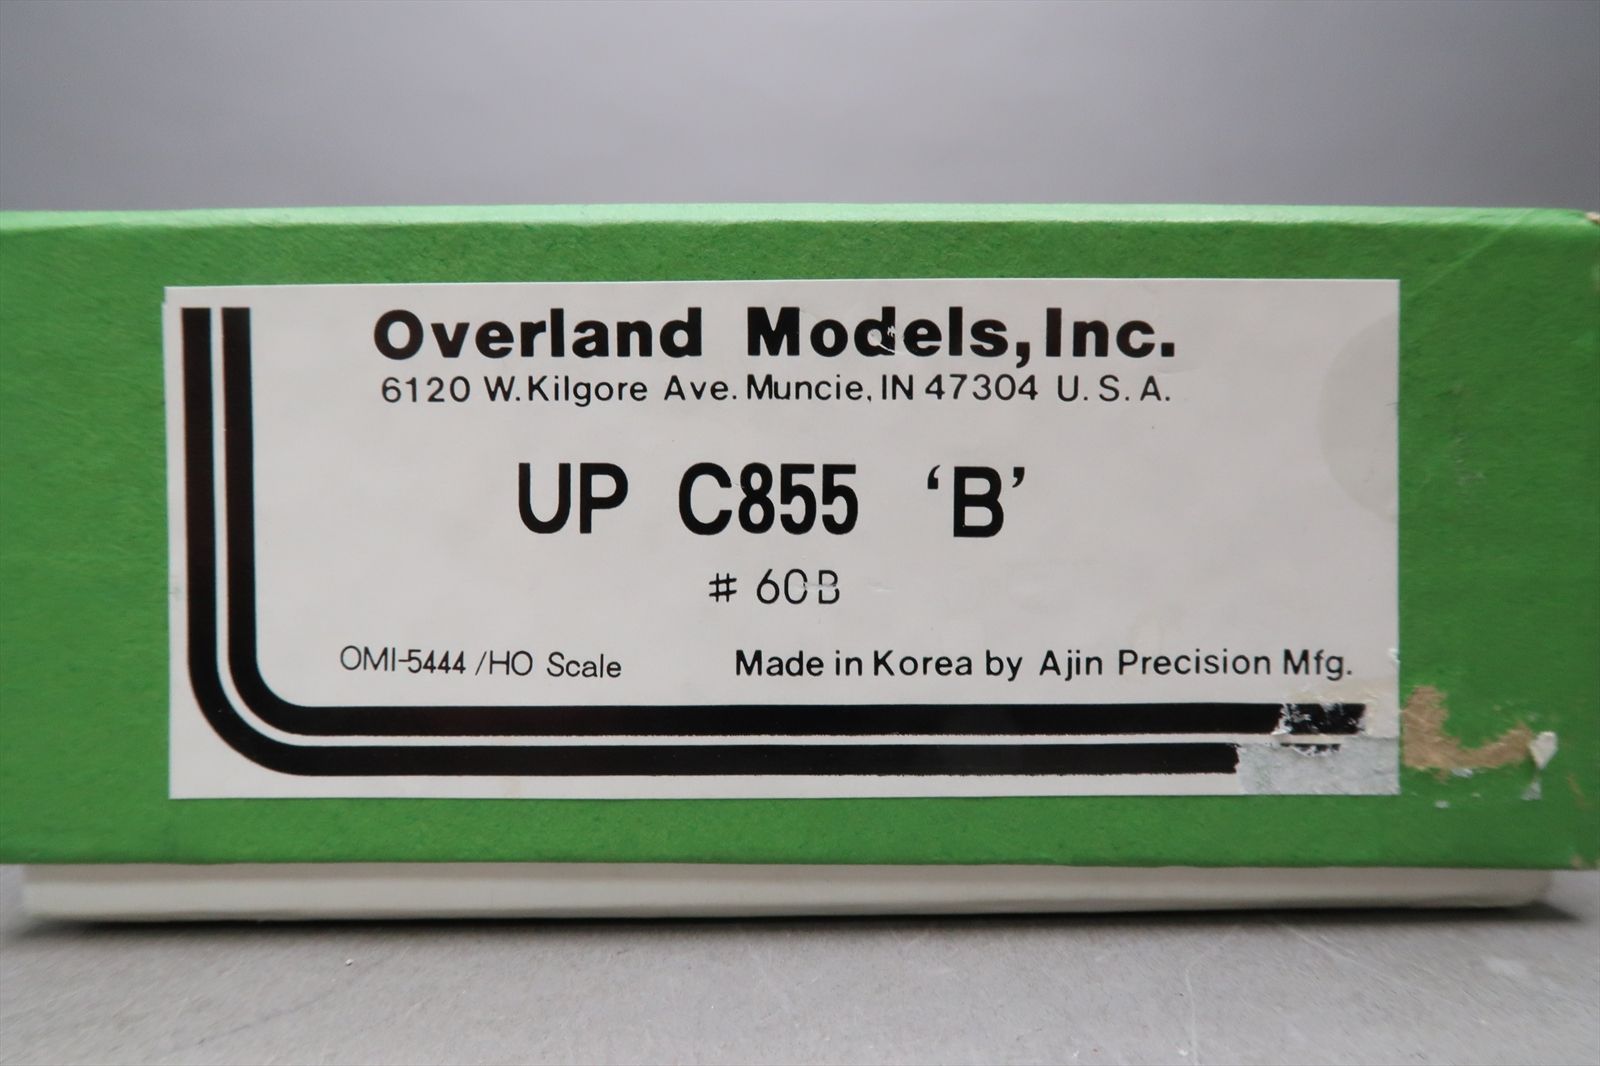 Overland Models, Inc.
6120 W. Kilgore Ave. Muncie, IN 47304 U. S. A.
UP C855 ‘B’
# 60B
OMI-5444 /HO Scale Made in Korea by Ajin Precision Mfg.